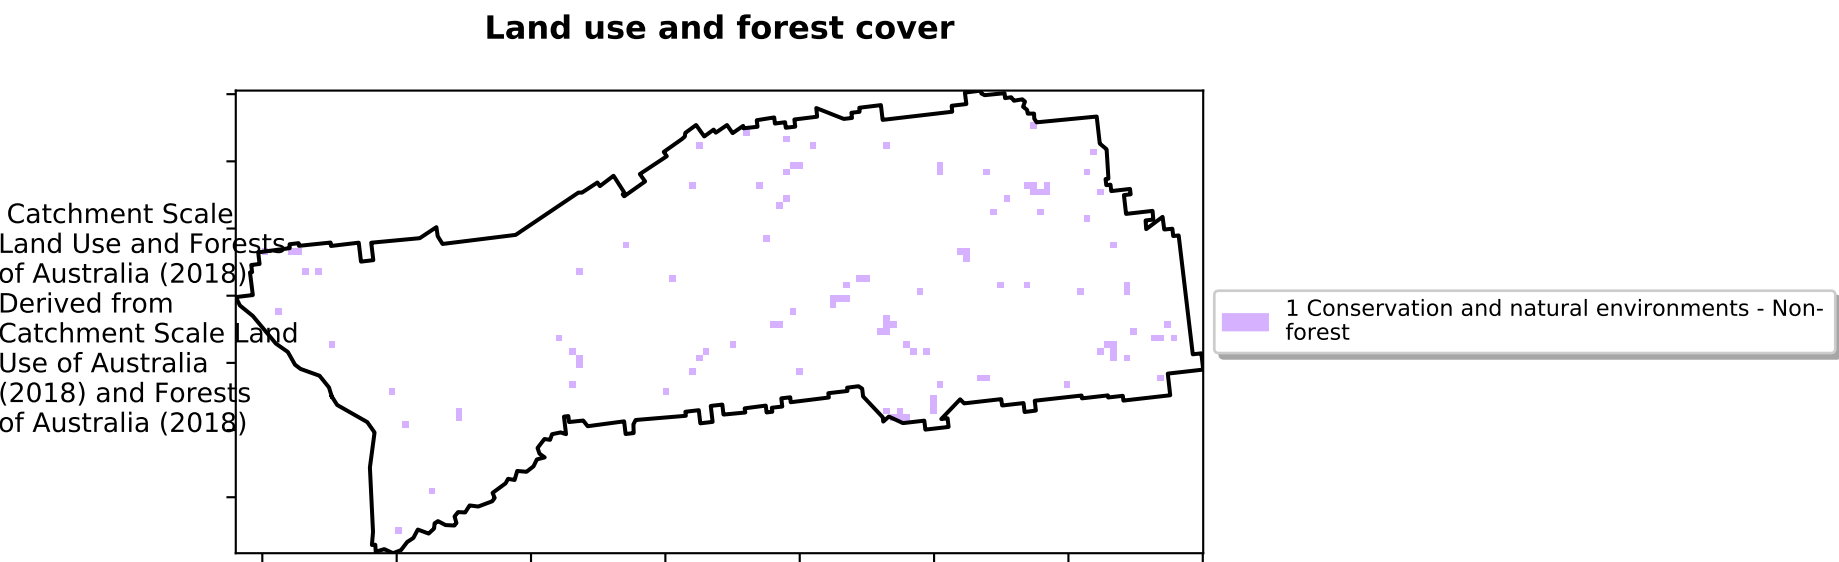 Land use and forest cover
Catchment Scale
Land Use and Forests
of Australia (2018)
Derived from
Catchment Scale Land
Use of Australia
(2018) and Forests
of Australia (2018)
1 Conservation and natural environments - Non-
forest